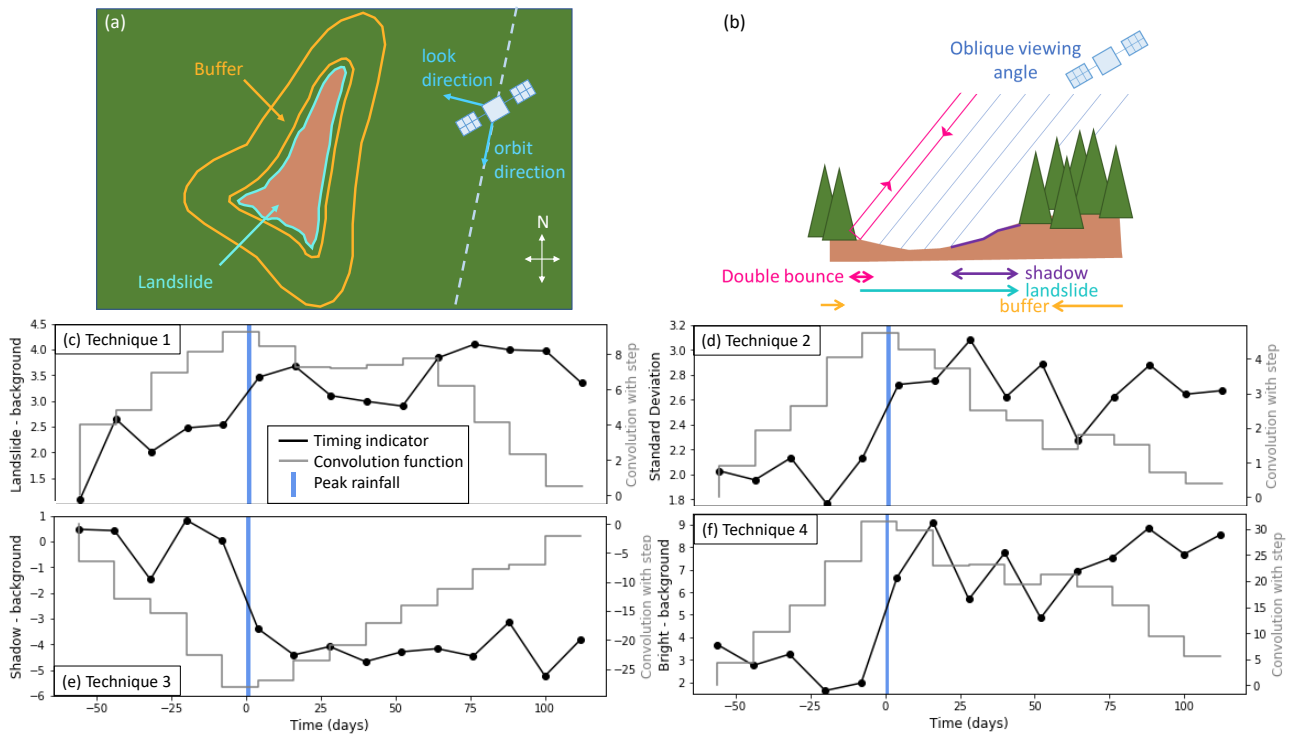 (a)
Buffer
look
direction
orbit
direction
N
Landslide
(b)
Oblique viewing
angle
Double bounce
shadow
landslide
buffer
(c) Technique 1
Landslide - background
4.5
4.0
3.5
3.0
2.5
2.0
1.5
8
6
4
2
0
Convolution with step
Timing indicator
Convolution function
Peak rainfall
(d) Technique 2
Standard Deviation
3.2
3.0
2.8
2.6
2.4
2.2
2.0
1.8
4
3
2
1
0
Convolution with step
(e) Technique 3
Shadow - background
1
0
−1
−2
−3
−4
−5
−6
0
−5
−10
−15
−20
−25
Convolution with step
−50
−25
0
25
50
75
100
Time (days)
(f) Technique 4
Bright - background
9
8
7
6
5
4
3
2
30
25
20
15
10
5
0
Convolution with step
−50
−25
0
25
50
75
100
Time (days)